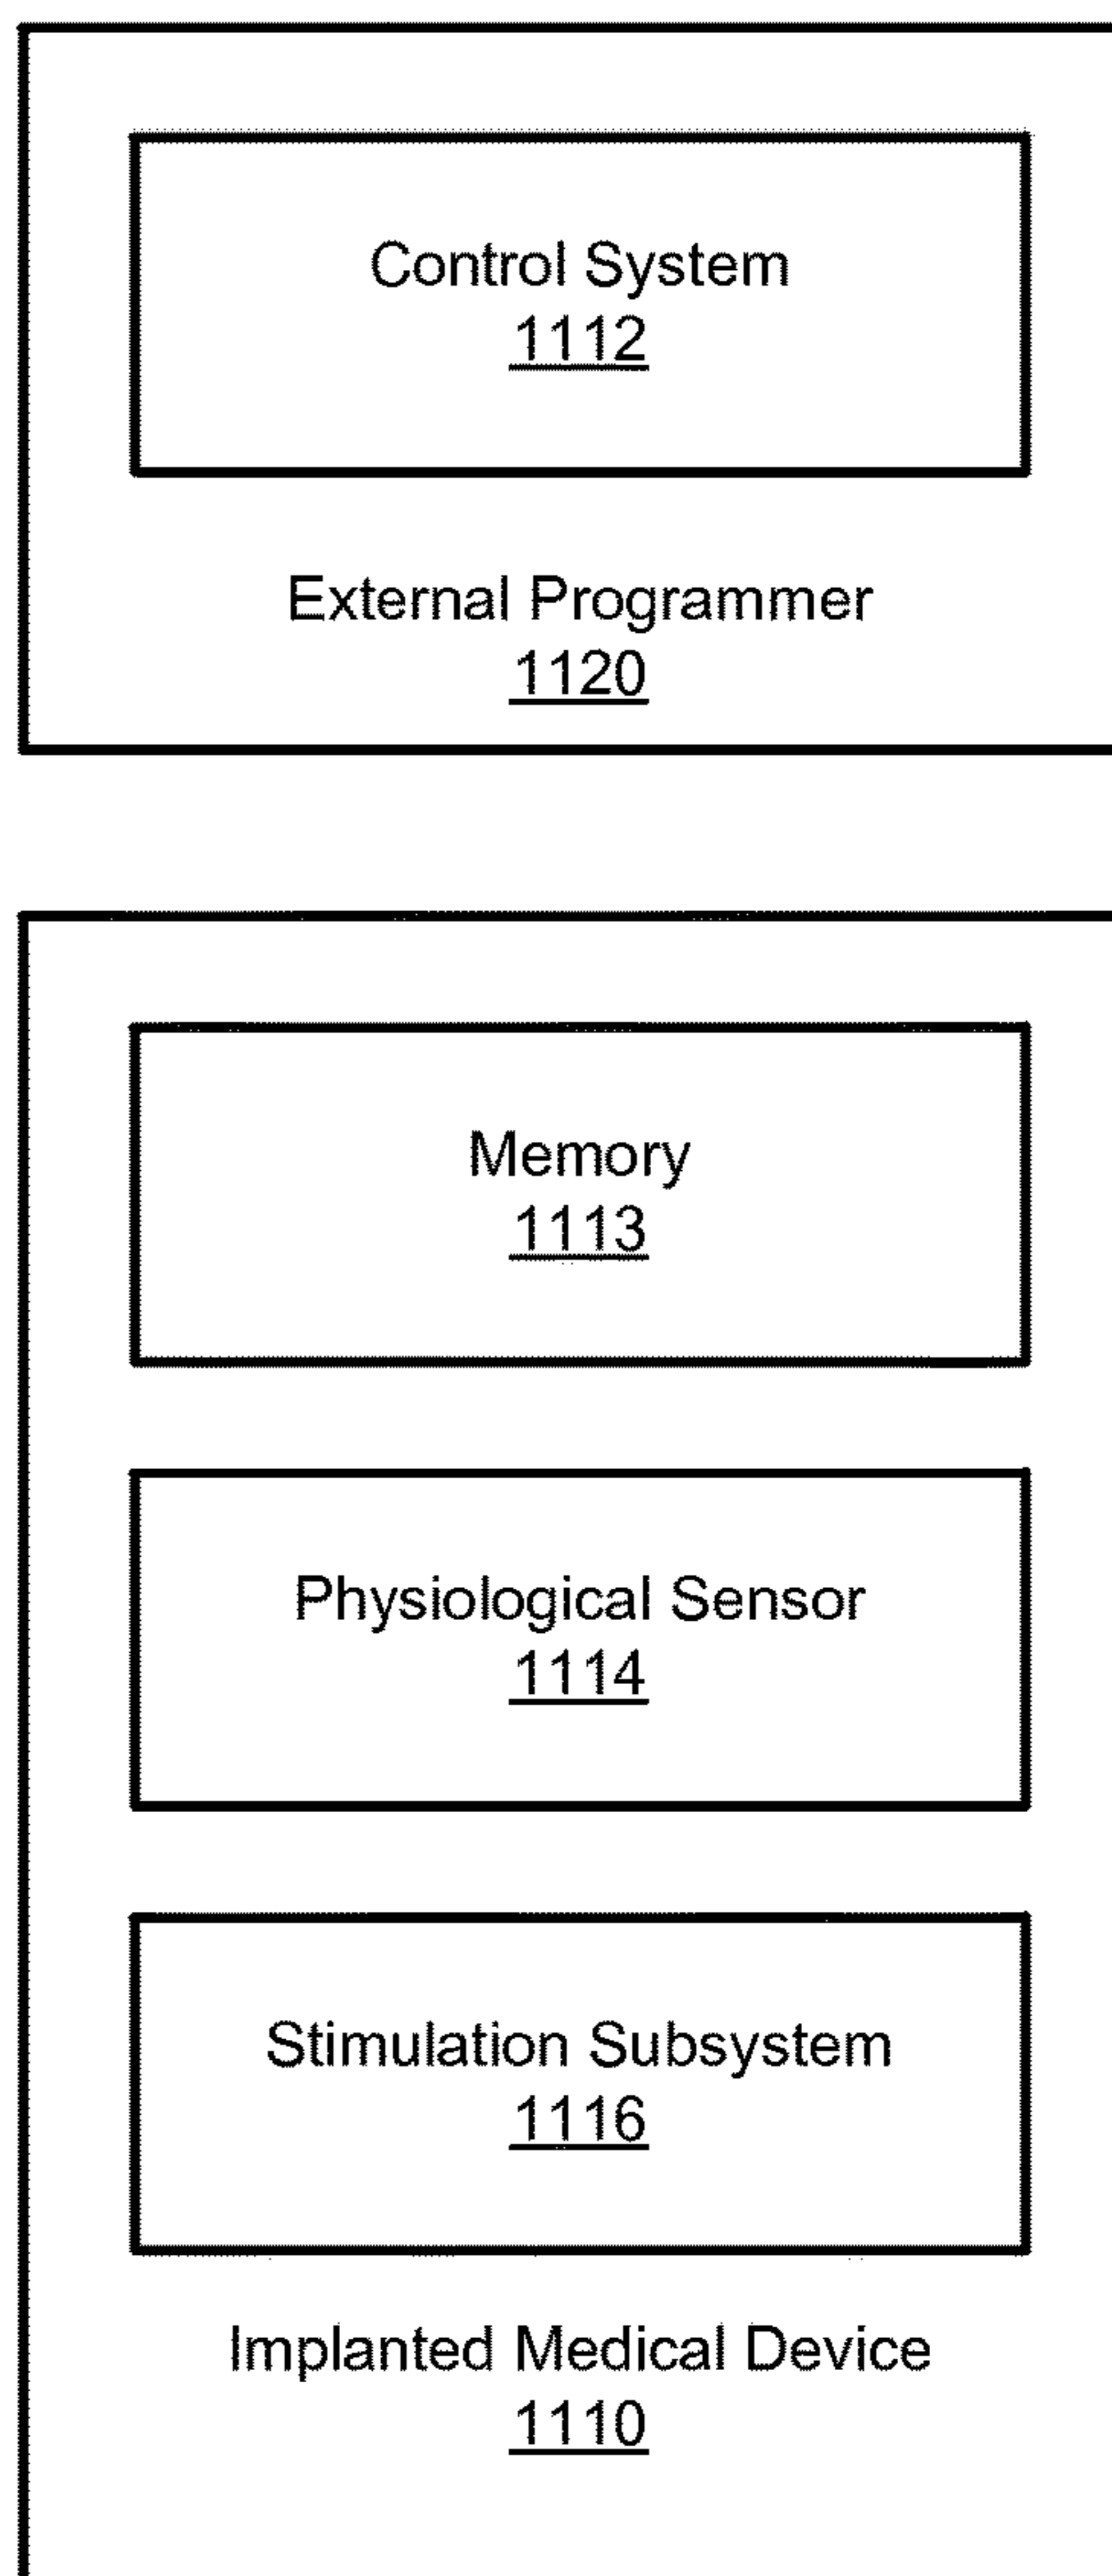 Control System
1112
External Programmer
1120
Memory
1113
Physiological Sensor
1114
Stimulation Subsystem
1116
Implanted Medical Device
1110